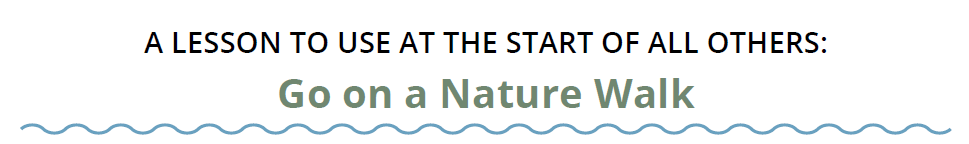 A LESSON TO USE AT THE START OF ALL OTHERS:
Go on a Nature Walk